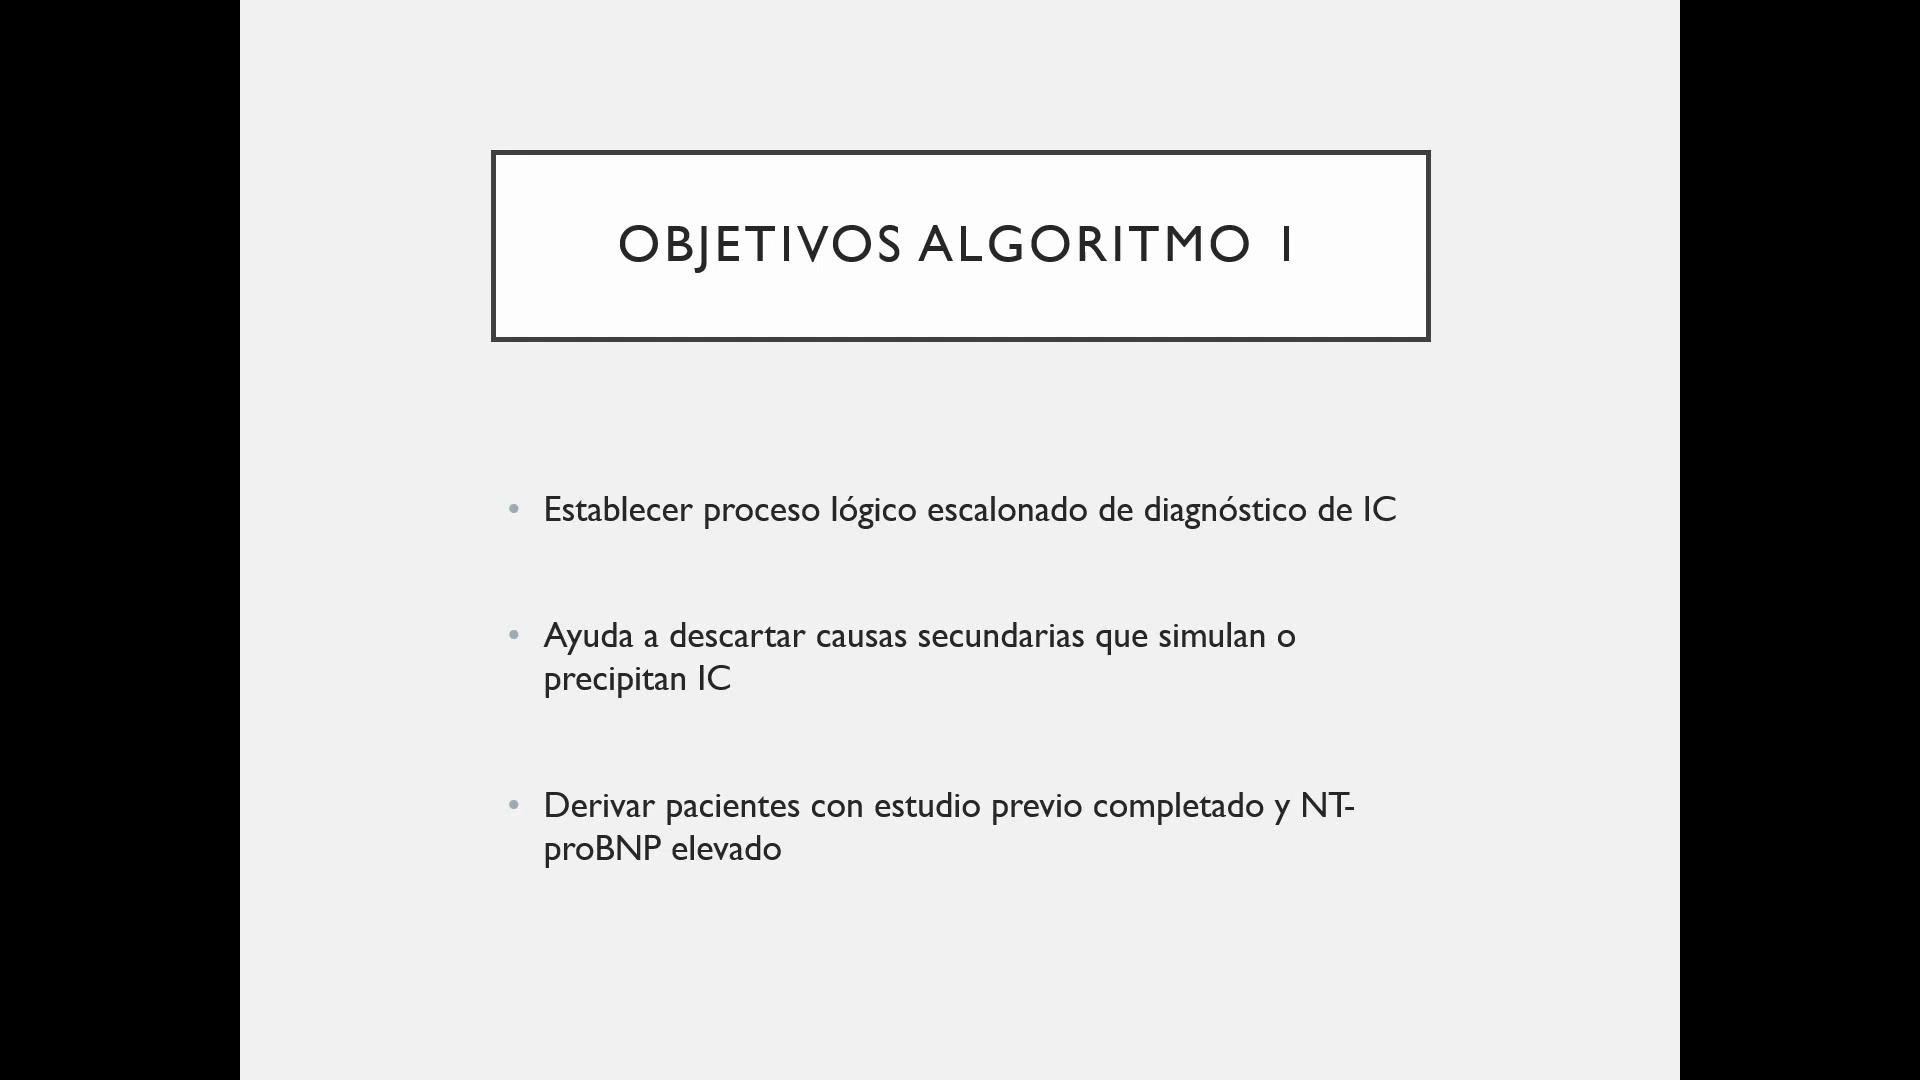 OBJETIVOS ALGORITMO 1
• Establecer proceso lógico escalonado de diagnóstico de IC
• Ayuda a descartar causas secundarias que simulan o
precipitan IC
• Derivar pacientes con estudio previo completado y NT-
proBNP elevado